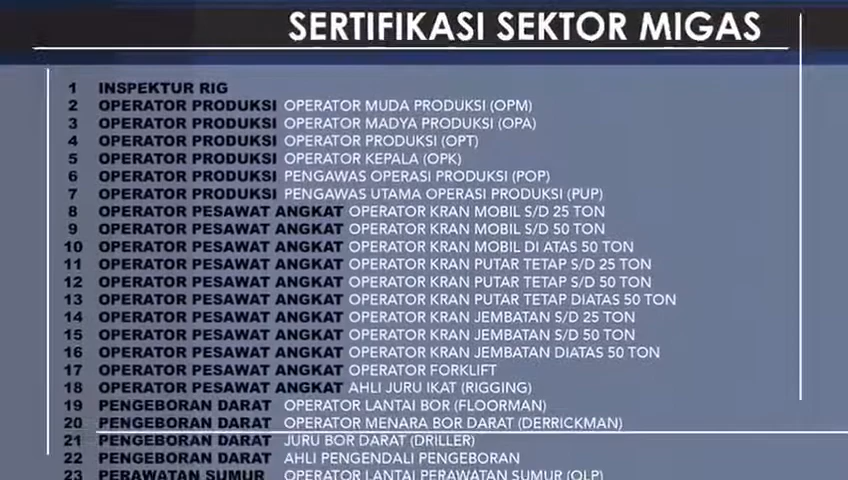 SERTIFIKASI SEKTOR MIGAS
1 INSPEKTUR RIG
2 OPERATOR PRODUKSI OPERATOR MUDA PRODUKSI (OPM)
3 OPERATOR PRODUKSI OPERATOR MADYA PRODUKSI (OPA)
4 OPERATOR PRODUKSI OPERATOR PRODUKSI (OPT)
5 OPERATOR PRODUKSI OPERATOR KEPALA (OPK)
6 OPERATOR PRODUKSI PENGAWAS OPERASI PRODUKSI (POP)
7 OPERATOR PRODUKSI PENGAWAS UTAMA OPERASI PRODUKSI (PUP)
8 OPERATOR PESAWAT ANGKAT OPERATOR KRAN MOBIL S/D 25 TON
9 OPERATOR PESAWAT ANGKAT OPERATOR KRAN MOBIL S/D 50 TON
10 OPERATOR PESAWAT ANGKAT OPERATOR KRAN MOBIL DI ATAS 50 TON
11 OPERATOR PESAWAT ANGKAT OPERATOR KRAN PUTAR TETAP S/D 25 TON
12 OPERATOR PESAWAT ANGKAT OPERATOR KRAN PUTAR TETAP S/D 50 TON
13 OPERATOR PESAWAT ANGKAT OPERATOR KRAN PUTAR TETAP DIATAS 50 TON
14 OPERATOR PESAWAT ANGKAT OPERATOR KRAN JEMBATAN S/D 25 TON
15 OPERATOR PESAWAT ANGKAT OPERATOR KRAN JEMBATAN S/D 50 TON
16 OPERATOR PESAWAT ANGKAT OPERATOR KRAN JEMBATAN DIATAS 50 TON
17 OPERATOR PESAWAT ANGKAT OPERATOR FORKLIFT
18 OPERATOR PESAWAT ANGKAT AHLI JURU IKAT (RIGGING)
19 PENGEBORAN DARAT OPERATOR LANTAI BOR (FLOORMAN)
20 PENGEBORAN DARAT OPERATOR MENARA BOR DARAT (DERRICKMAN)
21 PENGEBORAN DARAT JURU BOR DARAT (DRILLER)
22 PENGEBORAN DARAT AHLI PENGENDALI PENGEBORAN
23 PERAWATAN SUMUR OPERATOR LANTAI PERAWATAN SUMUR (OLP)